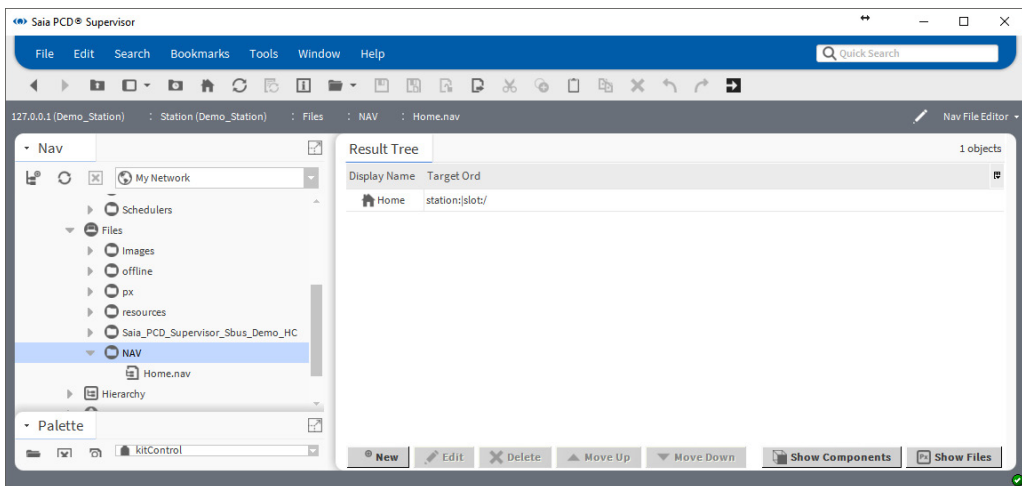 Saia PCD® Supervisor
File Edit Search Bookmarks Tools Window Help
Quick Search
127.0.0.1 (Demo_Station) : Station (Demo_Station) : Files : NAV : Home.nav
Nav File Editor
Nav
My Network
Schedulers
Files
Images
offline
px
resources
Saia_PCD_Supervisor_Sbus_Demo_HC
NAV
Home.nav
Hierarchy
Palette
kitControl
Result Tree
1 objects
Display Name Target Ord
Home station:|slot:/
New Edit Delete Move Up Move Down Show Components Px Show Files